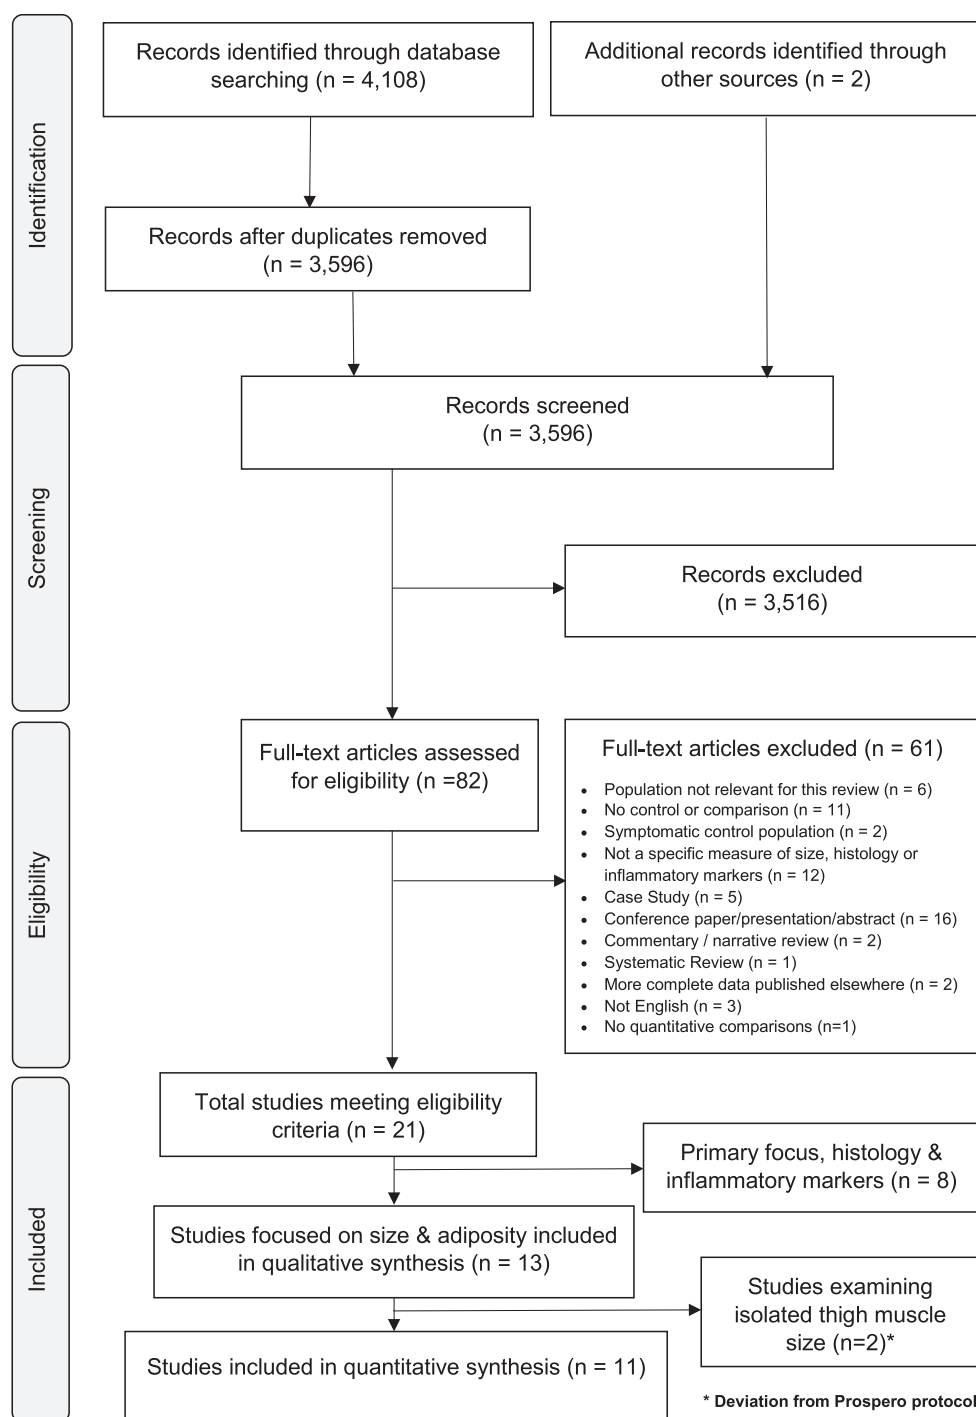 Identification
Records identified through database
searching (n = 4,108)
Additional records identified through
other sources (n = 2)
Records after duplicates removed
(n = 3,596)
Screening
Records screened
(n = 3,596)
Records excluded
(n = 3,516)
Eligibility
Full-text articles assessed
for eligibility (n =82)
Full-text articles excluded (n = 61)
• Population not relevant for this review (n = 6)
• No control or comparison (n = 11)
• Symptomatic control population (n = 2)
• Not a specific measure of size, histology or
inflammatory markers (n = 12)
• Case Study (n = 5)
• Conference paper/presentation/abstract (n = 16)
• Commentary / narrative review (n = 2)
• Systematic Review (n = 1)
• More complete data published elsewhere (n = 2)
• Not English (n = 3)
• No quantitative comparisons (n=1)
Included
Total studies meeting eligibility
criteria (n = 21)
Primary focus, histology &
inflammatory markers (n = 8)
Studies focused on size & adiposity included
in qualitative synthesis (n = 13)
Studies examining
isolated thigh muscle
size (n=2)*
Studies included in quantitative synthesis (n = 11)
* Deviation from Prospero protocol